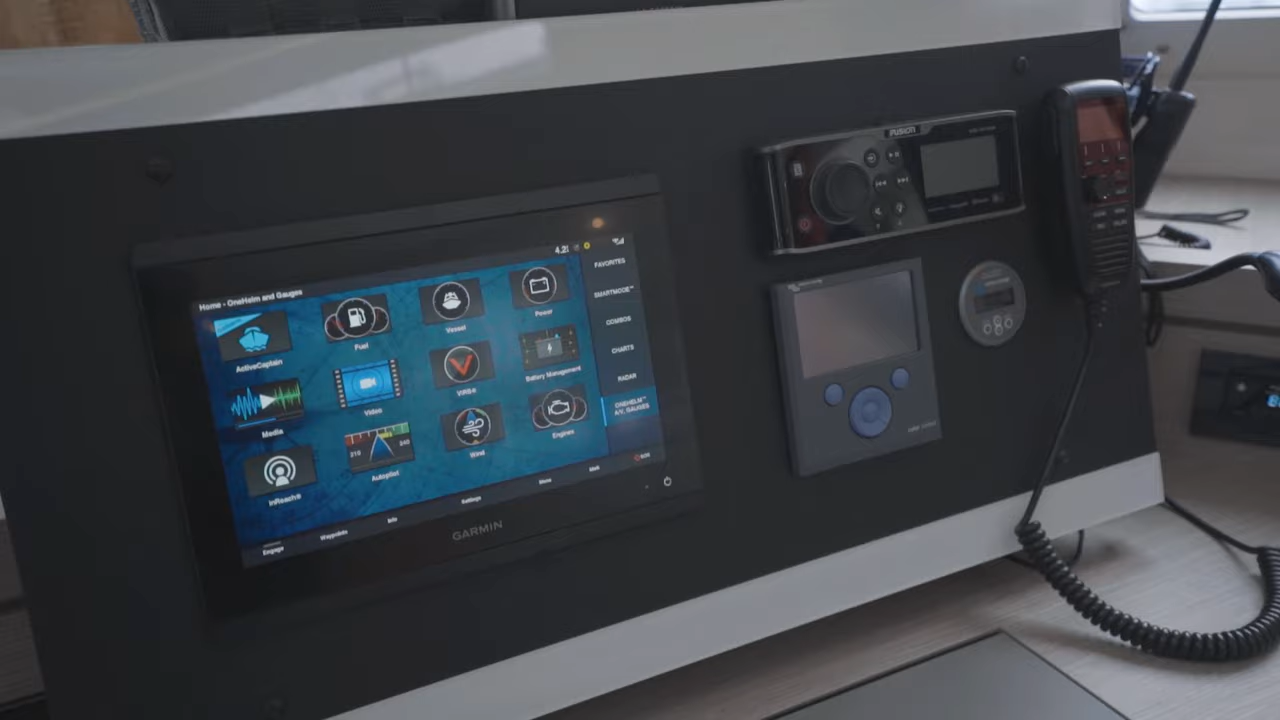 Home - OneHelm and Gauges
4.2
ActiveCaptain
Fuel
Vessel
Power
Media
Video
VIRB®
Battery Management
InReach®
Autopilot
Wind
Engines
FAVORITES
SMARTMODE™
COMBOS
CHARTS
RADAR
ONEHELM™
A/V, GAUGES
Engage
Waypoints
Info
Settings
Menu
Mark
SOS
GARMIN
FUSION